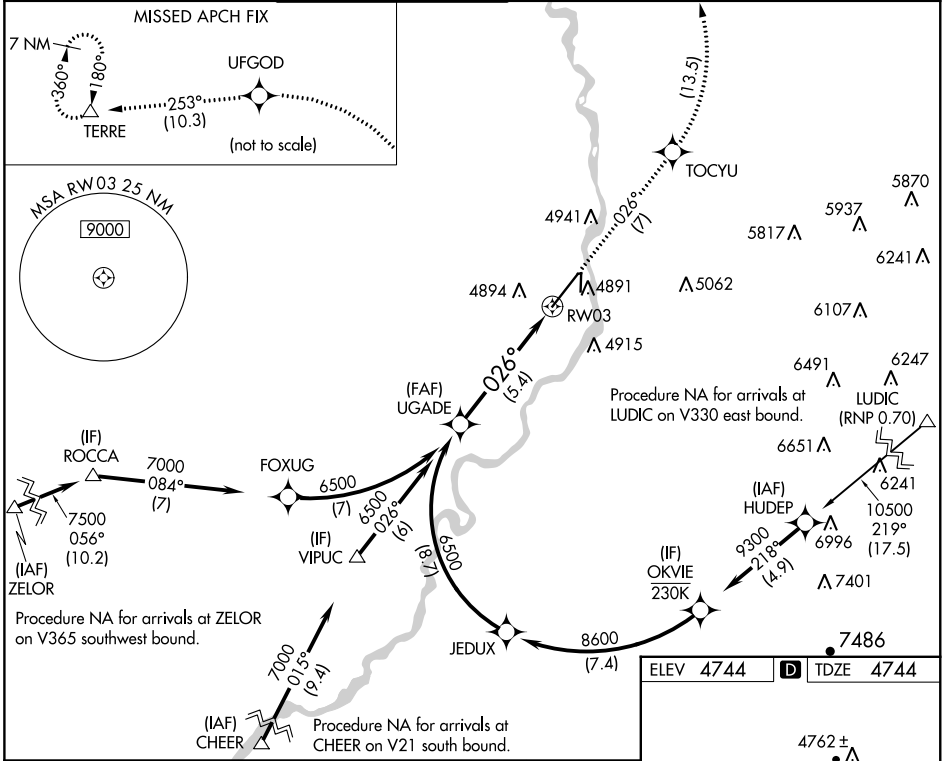 MISSED APCH FIX
7 NM
360°
180°
TERRE
253°
(10.3)
UFGOD
(not to scale)
(13.5)
TOCYU
026°
(7)
MSA RW03 25 NM
9000
4941
5870
5937
5817
6241
4894
4891
5062
RW03
6107
4915
026°
(5.4)
6491
6247
(FAF)
UGADE
Procedure NA for arrivals at
LUDIC on V330 east bound.
LUDIC
(RNP 0.70)
6651
6241
(IF)
ROCCA
7000
084°
(7)
FOXUG
6500
(7)
7500
056°
(10.2)
(IAF)
ZELOR
6500
026°
(6)
(IF)
VIPUC
6500
(8.7)
(IAF)
HUDEP
10500
219°
(17.5)
6996
9300
218°
(4.9)
(IF)
OKVIE
230K
7401
Procedure NA for arrivals at ZELOR
on V365 southwest bound.
JEDUX
8600
(7.4)
7486
7000
015°
(9.4)
(IAF)
CHEER
Procedure NA for arrivals at
CHEER on V21 south bound.
ELEV 4744 D TDZE 4744
4762 ±